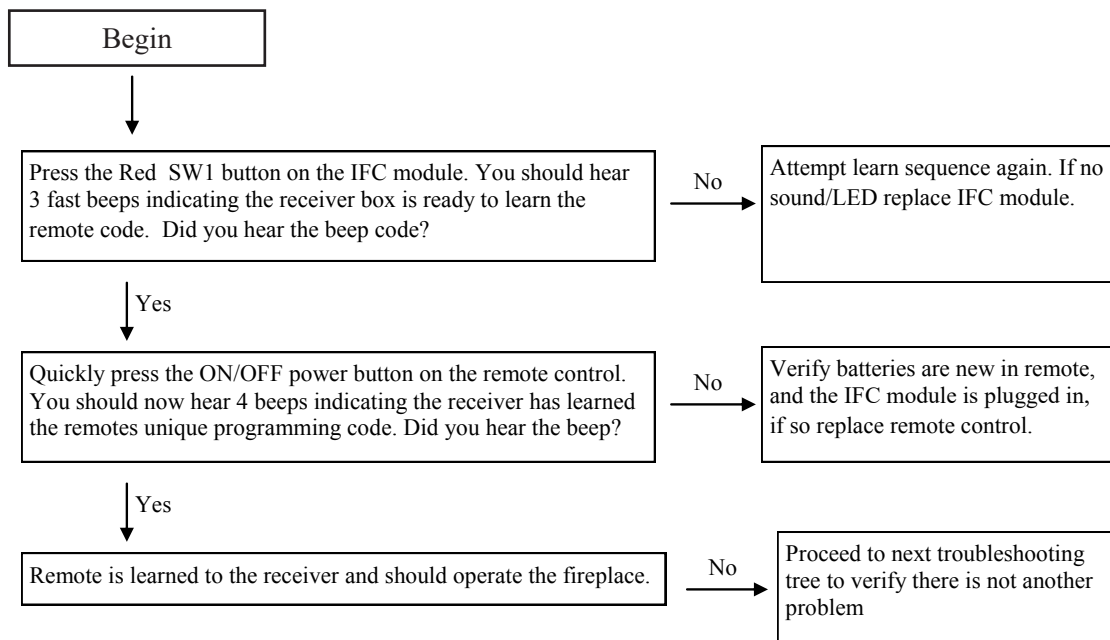 Begin
Press the Red  SW1 button on the IFC module. You should hear
3 fast beeps indicating the receiver box is ready to learn the
remote code.  Did you hear the beep code?
No
Attempt learn sequence again. If no
sound/LED replace IFC module.
Yes
Quickly press the ON/OFF power button on the remote control.
You should now hear 4 beeps indicating the receiver has learned
the remotes unique programming code. Did you hear the beep?
No
Verify batteries are new in remote,
and the IFC module is plugged in,
if so replace remote control.
Yes
Remote is learned to the receiver and should operate the fireplace.
No
Proceed to next troubleshooting
tree to verify there is not another
problem